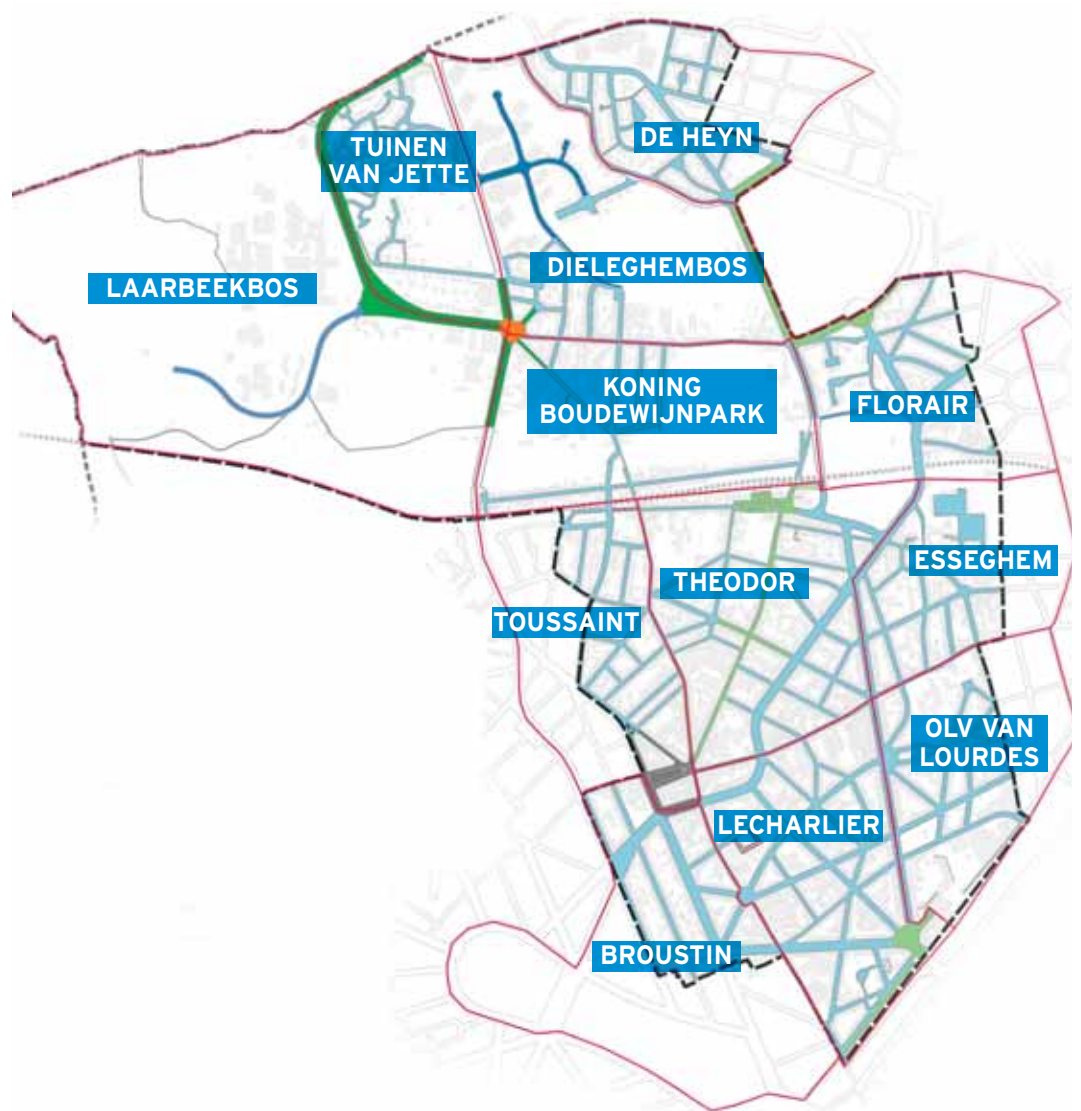 DE HEYN
TUINEN
VAN JETTE
DIELEGHEMBOS
LAARBEEKBOS
KONING
BOUDEWIJNPARK
FLORAIR
ESSEGHEM
THEODOR
TOUSSAINT
OLV VAN
LOURDES
LECHARLIER
BROUSTIN